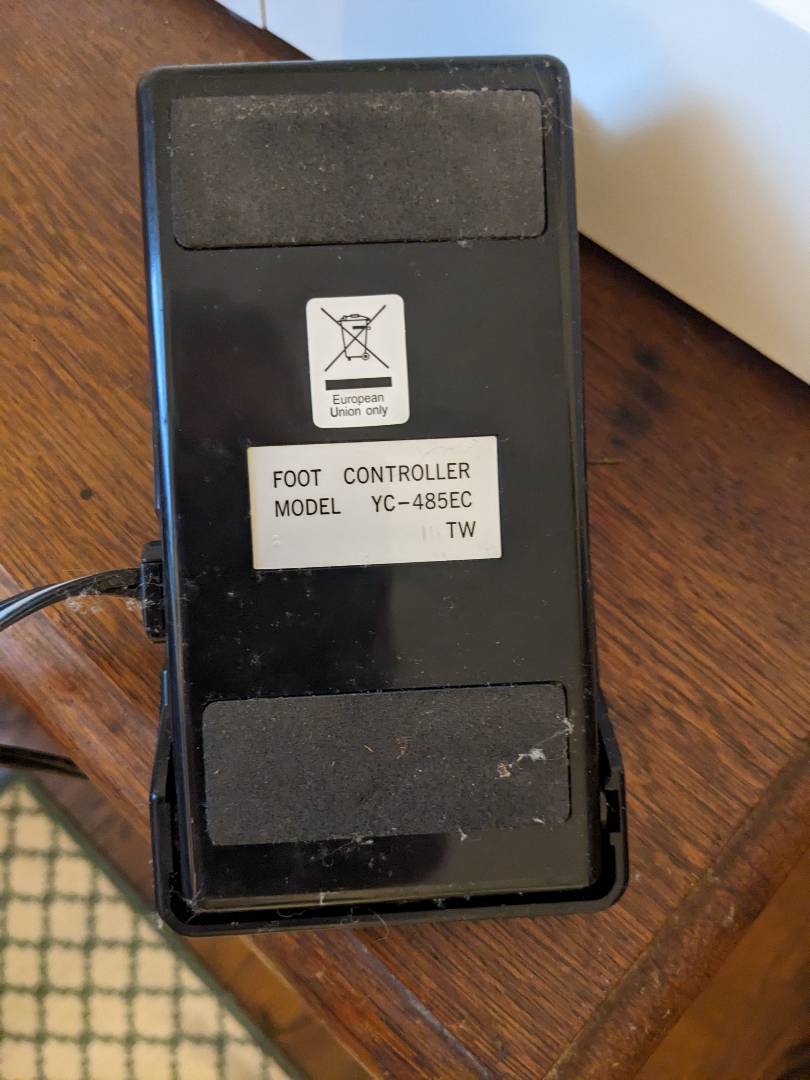 European
Union only
FOOT CONTROLLER
MODEL YC-485EC
TW